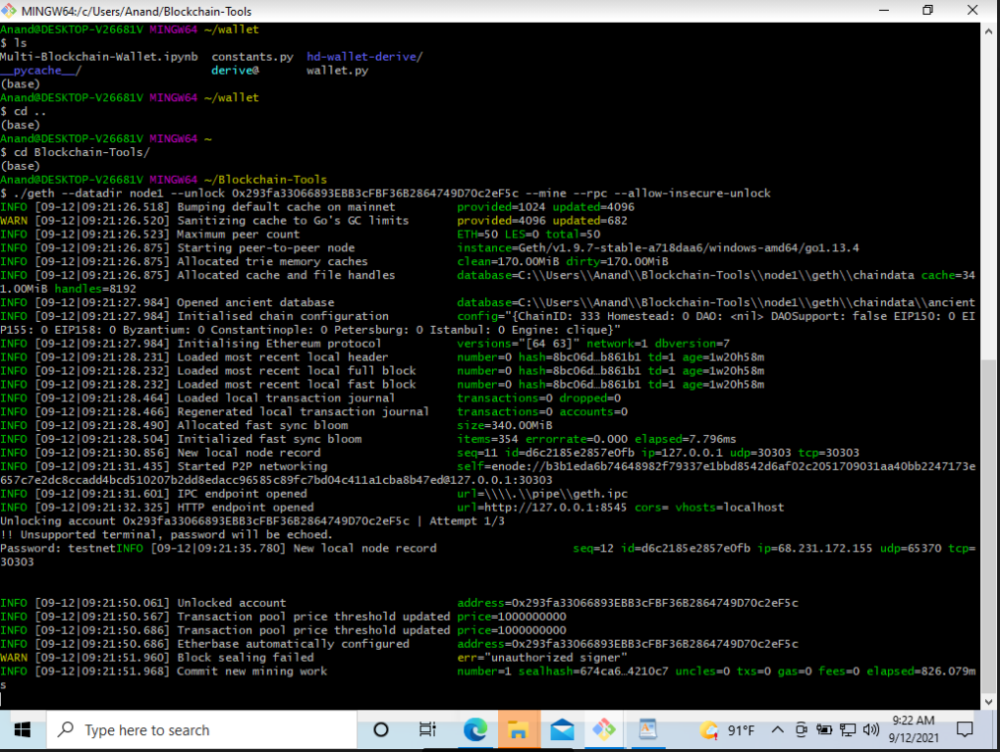 MINGW64:/c/Users/Anand/Blockchain-Tools
Anand@DESKTOP-V26681V MINGW64 ~/wallet
$ ls
Multi-Blockchain-Wallet.ipynb  constants.py  hd-wallet-derive/
__pycache__/                   derive@       wallet.py
(base)
Anand@DESKTOP-V26681V MINGW64 ~/wallet
$ cd ..
(base)
Anand@DESKTOP-V26681V MINGW64 ~
$ cd Blockchain-Tools/
(base)
Anand@DESKTOP-V26681V MINGW64 ~/Blockchain-Tools
$ ./geth --datadir node1 --unlock 0x293fa33066893EBB3cFBF36B2864749D70c2eF5c --mine --rpc --allow-insecure-unlock
INFO [09-12|09:21:26.518] Bumping default cache on mainnet         provided=1024 updated=4096
WARN [09-12|09:21:26.520] Sanitizing cache to Go's GC limits       provided=4096 updated=682
INFO [09-12|09:21:26.523] Maximum peer count                       ETH=50 LES=0 total=50
INFO [09-12|09:21:26.875] Starting peer-to-peer node               instance=Geth/v1.9.7-stable-a718daa6/windows-amd64/go1.13.4
INFO [09-12|09:21:26.875] Allocated trie memory caches             clean=170.00MiB dirty=170.00MiB
INFO [09-12|09:21:26.875] Allocated cache and file handles         database=C:\\Users\\Anand\\Blockchain-Tools\\node1\\geth\\chaindata cache=34
1.00MiB handles=8192
INFO [09-12|09:21:27.984] Opened ancient database                  database=C:\\Users\\Anand\\Blockchain-Tools\\node1\\geth\\chaindata\\ancient
INFO [09-12|09:21:27.984] Initialised chain configuration          config="{ChainID: 333 Homestead: 0 DAO: <nil> DAOSupport: false EIP150: 0 EI
P155: 0 EIP158: 0 Byzantium: 0 Constantinople: 0 Petersburg: 0 Istanbul: 0 Engine: clique}"
INFO [09-12|09:21:27.984] Initialising Ethereum protocol           versions="[64 63]" network=1 dbversion=7
INFO [09-12|09:21:28.231] Loaded most recent local header          number=0 hash=8bc06d…b861b1 td=1 age=1w20h58m
INFO [09-12|09:21:28.232] Loaded most recent local full block      number=0 hash=8bc06d…b861b1 td=1 age=1w20h58m
INFO [09-12|09:21:28.232] Loaded most recent local fast block      number=0 hash=8bc06d…b861b1 td=1 age=1w20h58m
INFO [09-12|09:21:28.464] Loaded local transaction journal         transactions=0 dropped=0
INFO [09-12|09:21:28.466] Regenerated local transaction journal    transactions=0 accounts=0
INFO [09-12|09:21:28.490] Allocated fast sync bloom                size=340.00MiB
INFO [09-12|09:21:28.504] Initialized fast sync bloom              items=354 errorrate=0.000 elapsed=7.796ms
INFO [09-12|09:21:30.856] New local node record                    seq=11 id=d6c2185e2857e0fb ip=127.0.0.1 udp=30303 tcp=30303
INFO [09-12|09:21:31.435] Started P2P networking                   self=enode://b3b1eda6b74648982f79337e1bbd8542d6af02c2051709031aa40bb2247173e
657c7e2dc8ccadd4bcd510207b2dd8edacc96585c89fc7bd04c411a1cba8b47ed@127.0.0.1:30303
INFO [09-12|09:21:31.601] IPC endpoint opened                      url=\\\\.\\pipe\\geth.ipc
INFO [09-12|09:21:32.325] HTTP endpoint opened                     url=http://127.0.0.1:8545 cors= vhosts=localhost
Unlocking account 0x293fa33066893EBB3cFBF36B2864749D70c2eF5c | Attempt 1/3
!! Unsupported terminal, password will be echoed.
Password: testnetINFO [09-12|09:21:35.780] New local node record                    seq=12 id=d6c2185e2857e0fb ip=68.231.172.155 udp=65370 tcp=
30303
INFO [09-12|09:21:50.061] Unlocked account                         address=0x293fa33066893EBB3cFBF36B2864749D70c2eF5c
INFO [09-12|09:21:50.567] Transaction pool price threshold updated price=1000000000
INFO [09-12|09:21:50.686] Transaction pool price threshold updated price=1000000000
INFO [09-12|09:21:50.686] Etherbase automatically configured       address=0x293fa33066893EBB3cFBF36B2864749D70c2eF5c
WARN [09-12|09:21:51.960] Block sealing failed                     err="unauthorized signer"
INFO [09-12|09:21:51.968] Commit new mining work                   number=1 sealhash=674ca6…4210c7 uncles=0 txs=0 gas=0 fees=0 elapsed=826.079m
s
Type here to search
91°F
9:22 AM
9/12/2021